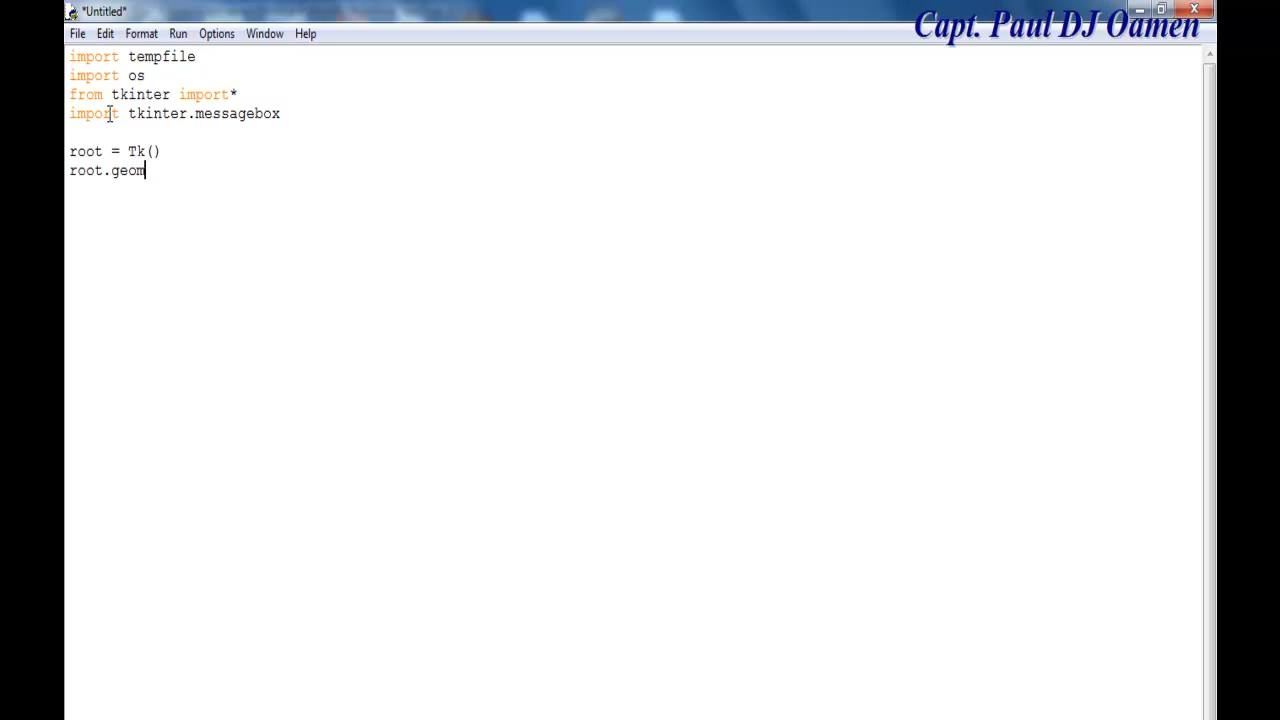 *Untitled*
Capt. Paul DJ Oamen
File Edit Format Run Options Window Help
import tempfile
import os
from tkinter import*
import tkinter.messagebox
root = Tk()
root.geom